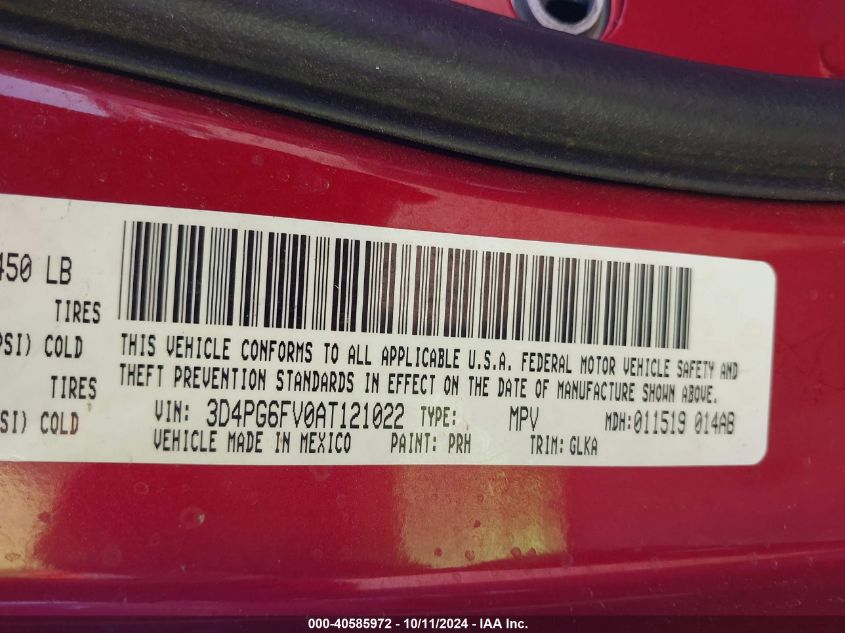 450 LB
TIRES
PSI) COLD
TIRES
SI) COLD
THIS VEHICLE CONFORMS TO ALL APPLICABLE U.S.A. FEDERAL MOTOR VEHICLE SAFETY AND
THEFT PREVENTION STANDARDS IN EFFECT ON THE DATE OF MANUFACTURE SHOWN ABOVE.
VIN: 3D4PG6FV0AT121022 TYPE: MPV MDH:011519 014AB
VEHICLE MADE IN MEXICO PAINT: PRH TRIM: GLKA
000-40585972 / 10/11/2024 - IAA Inc.